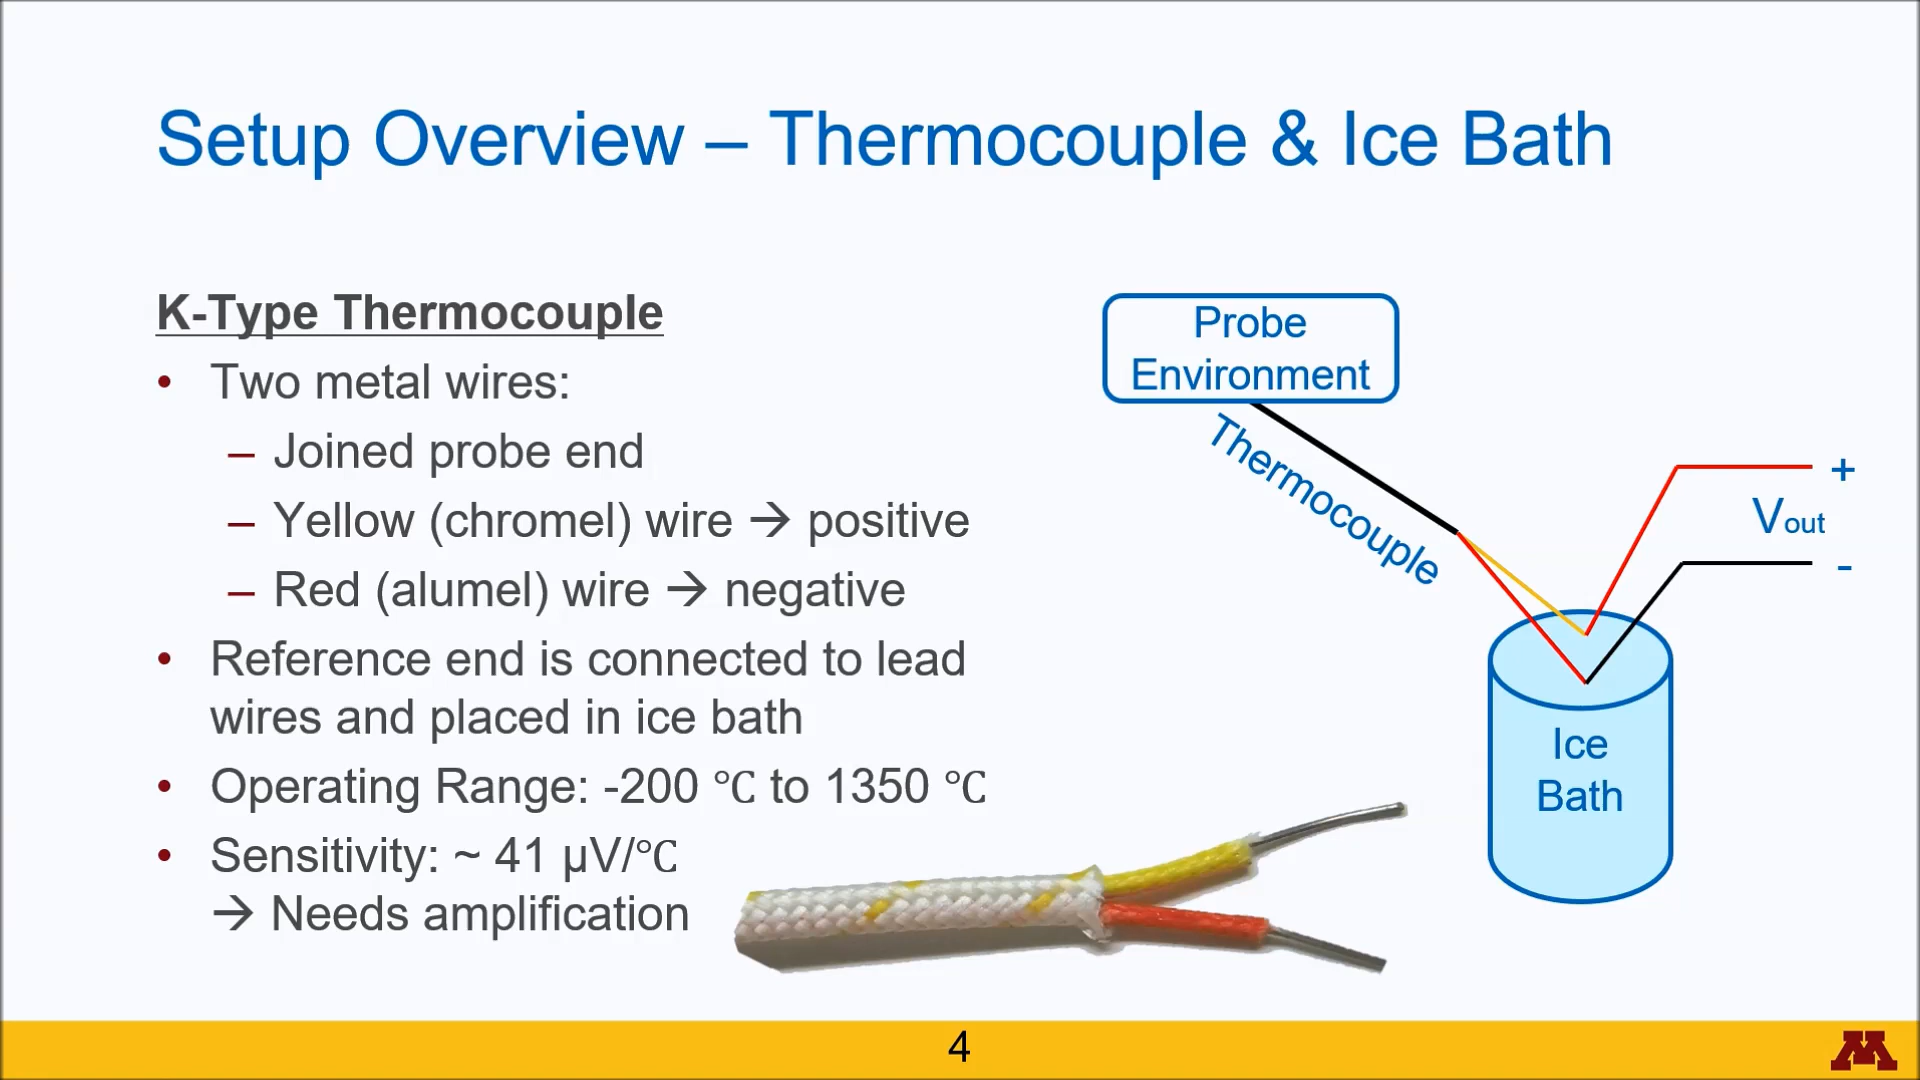 Setup Overview – Thermocouple & Ice Bath
K-Type Thermocouple
• Two metal wires:
– Joined probe end
– Yellow (chromel) wire → positive
– Red (alumel) wire → negative
• Reference end is connected to lead
wires and placed in ice bath
• Operating Range: -200 ℃ to 1350 ℃
• Sensitivity: ~ 41 µV/℃
→ Needs amplification
Probe
Environment
Thermocouple
+
Vout
-
Ice
Bath
4
M